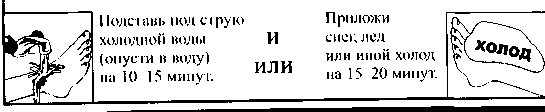 Подставь под струю
холодной воды
(опусти в воду)
на 10 15 минут.
И
ИЛИ
Приложи
снег, лед
или иной холод
на 15 20 минут.
холод